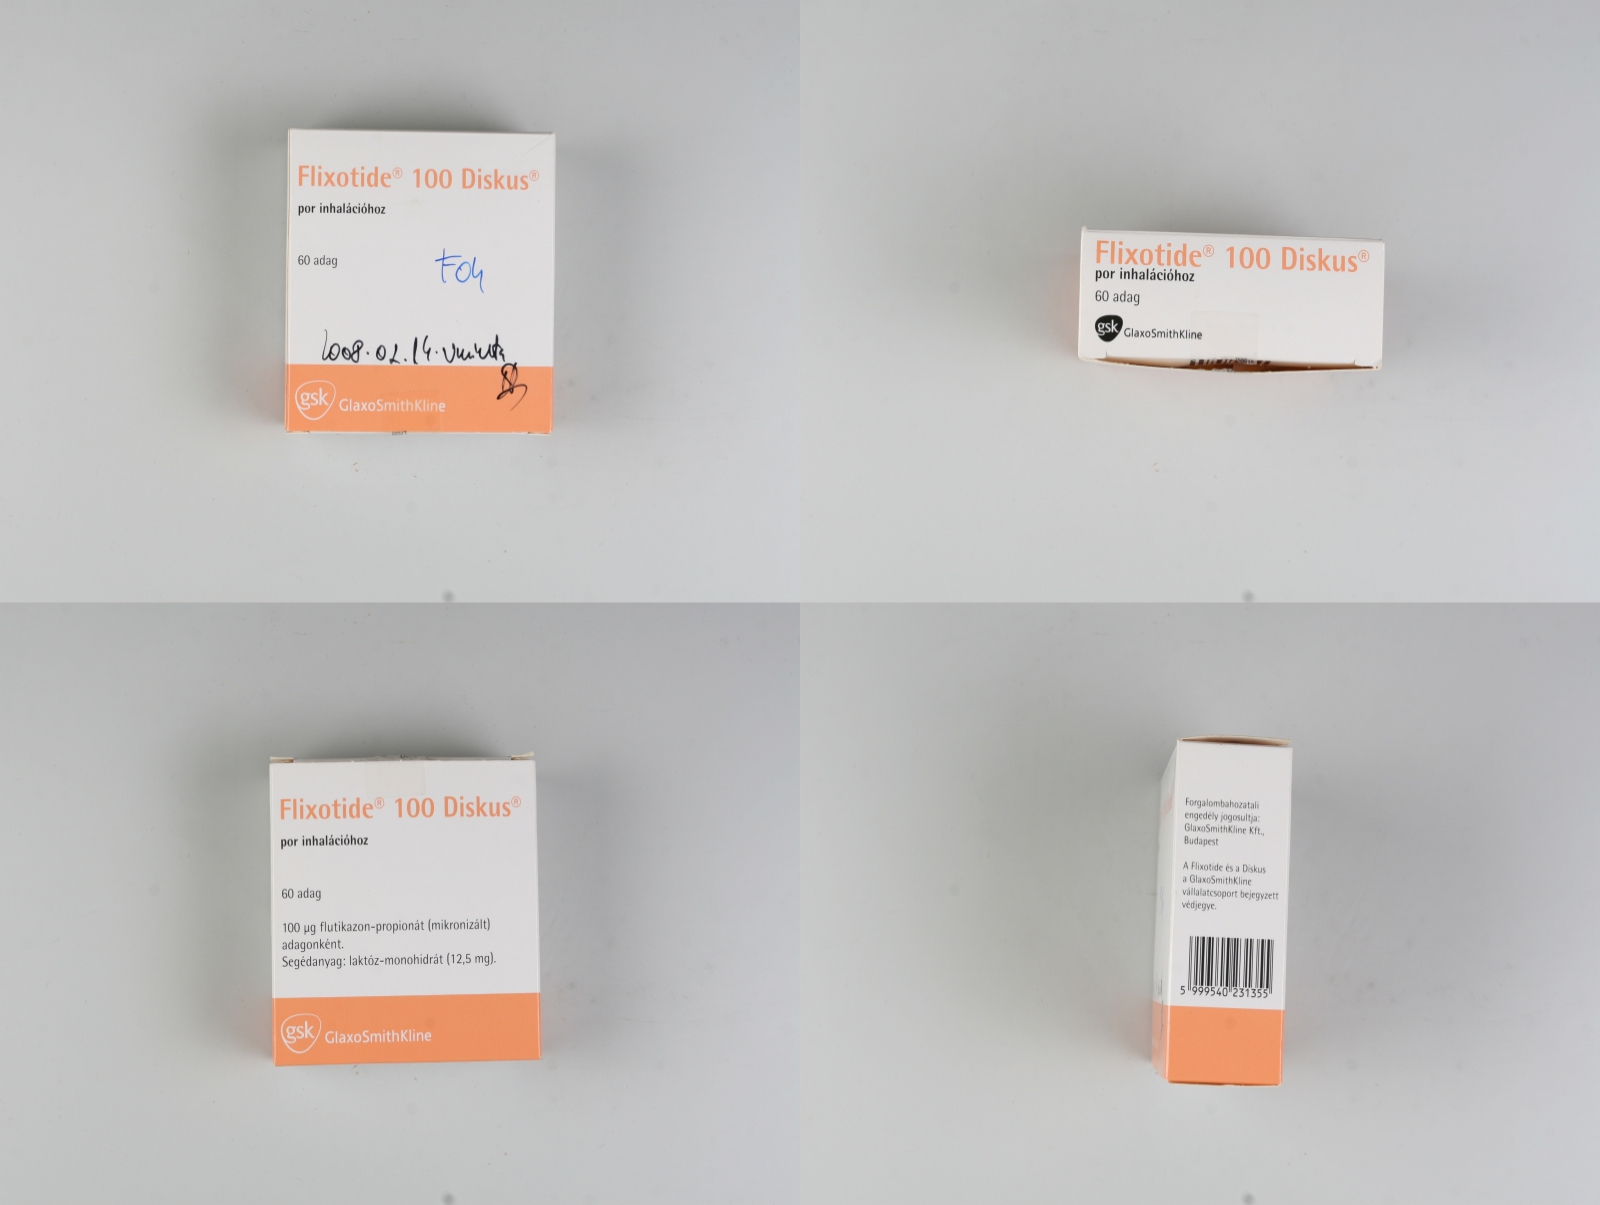 Flixotide® 100 Diskus®
por inhalációhoz
60 adag
F04
2008.02.14.
gsk GlaxoSmithKline
Flixotide® 100 Diskus®
por inhalációhoz
60 adag
gsk GlaxoSmithKline
Flixotide® 100 Diskus®
por inhalációhoz
60 adag
100 µg flutikazon-propionát (mikronizált)
adagonként.
Segédanyag: laktóz-monohidrát (12,5 mg).
gsk GlaxoSmithKline
Forgalombahozatali
engedély jogosultja:
GlaxoSmithKline Kft.,
Budapest
A Flixotide és a Diskus
a GlaxoSmithKline
vállalatcsoport bejegyzett
védjegye.
5 999540 231355